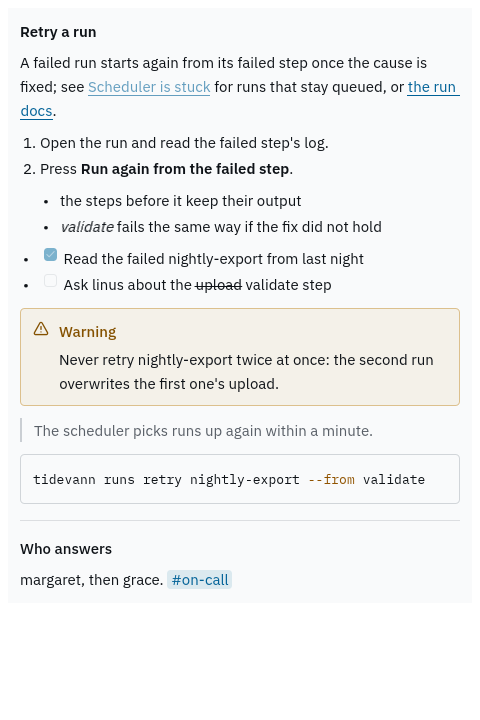 Retry a run
A failed run starts again from its failed step once the cause is
fixed; see Scheduler is stuck for runs that stay queued, or the run
docs.
1. Open the run and read the failed step's log.
2. Press Run again from the failed step.
• the steps before it keep their output
• validate fails the same way if the fix did not hold
• Read the failed nightly-export from last night
• Ask linus about the upload validate step
Warning
Never retry nightly-export twice at once: the second run
overwrites the first one's upload.
The scheduler picks runs up again within a minute.
tidevann runs retry nightly-export --from validate
Who answers
margaret, then grace. #on-call